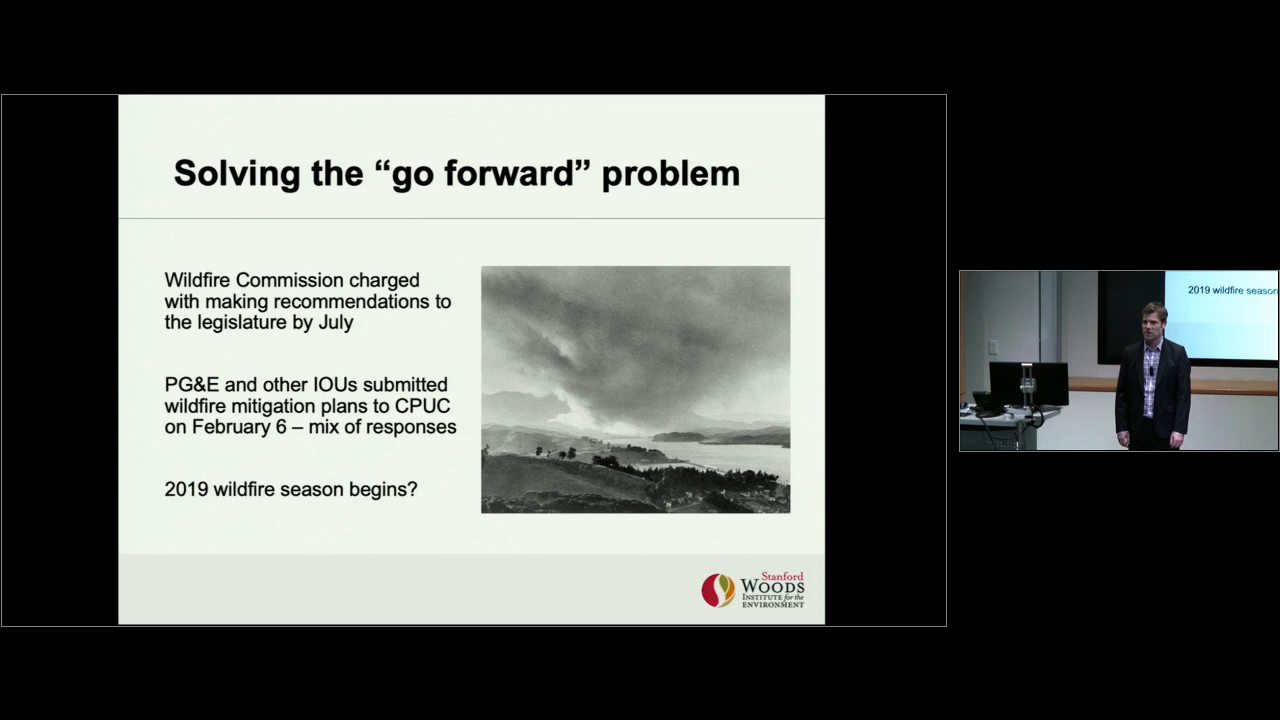 Solving the “go forward” problem
Wildfire Commission charged
with making recommendations to
the legislature by July
PG&E and other IOUs submitted
wildfire mitigation plans to CPUC
on February 6 – mix of responses
2019 wildfire season begins?
Stanford
WOODS
INSTITUTE for the
ENVIRONMENT
2019 wildfire season